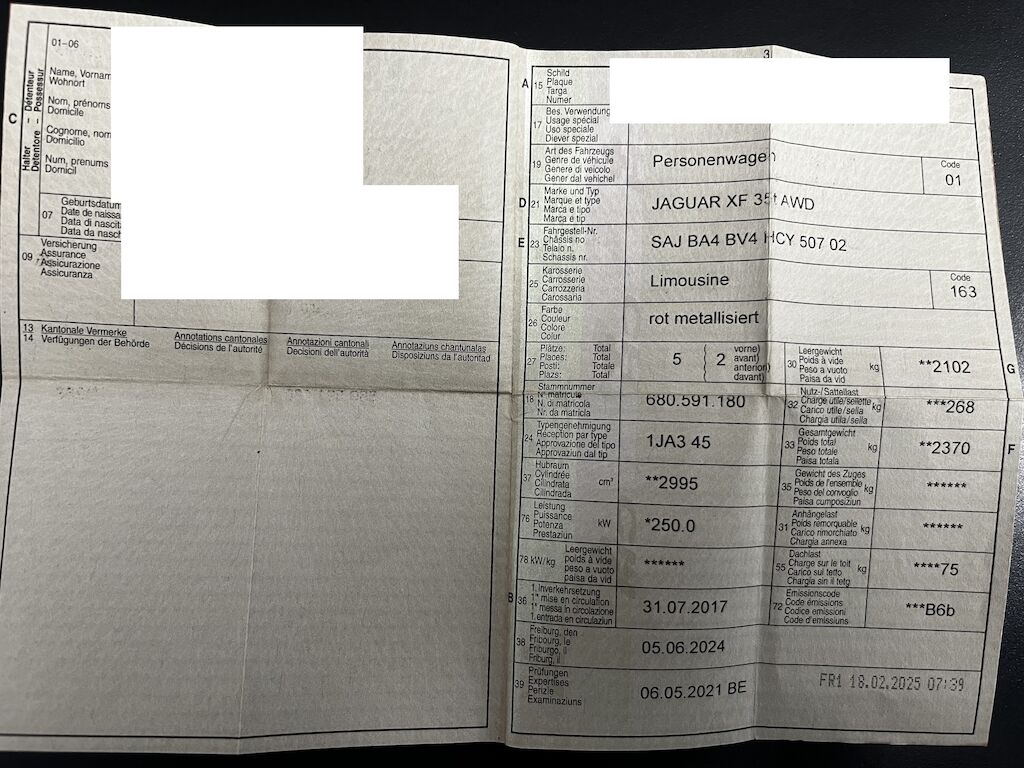 01–06
Name, Vornam
Wohnort
Nom, prénoms
Domicile
Cognome, nom
Domicilio
Num, prenums
Domicil
C
Halter – Détenteur
Detentore – Possessur
07
Geburtsdatum
Date de naissa
Data di nascit
Data da nasch
09
Versicherung
Assurance
Assicurazione
Assicuranza
13 Kantonale Vermerke
14 Verfügungen der Behörde
Annotations cantonales
Décisions de l'autorité
Annotazioni cantonali
Decisioni dell'autorità
Annotaziuns chantunalas
Disposiziuns da l'autoritad
3
A 15
Schild
Plaque
Targa
Numer
17
Bes. Verwendung
Usage spécial
Uso speciale
Diever spezial
19
Art des Fahrzeugs
Genre de véhicule
Genere di veicolo
Gener dal vehichel
Personenwagen
Code
01
D 21
Marke und Typ
Marque et type
Marca e tipo
Marca e tip
JAGUAR XF 35t AWD
E 23
Fahrgestell-Nr.
Châssis no
Telaio n.
Schassis nr.
SAJ BA4 BV4 HCY 507 02
25
Karosserie
Carrosserie
Carrozzeria
Carossaria
Limousine
Code
163
26
Farbe
Couleur
Colore
Colur
rot metallisiert
27
Plätze: Total
Places: Total
Posti: Totale
Plazs: Total
5 ( 2
vorne)
avant)
anteriori)
davant)
30
Leergewicht
Poids à vide
Peso a vuoto
Paisa da vid
kg
**2102
G
18
Stammnummer
N° matricule
N. di matricola
Nr. da matricla
680.591.180
32
Nutz-/Sattellast
Charge utile/sellette
Carico utile/sella
Chargia utila/sella
kg
***268
24
Typengenehmigung
Réception par type
Approvazione del tipo
Approvaziun dal tip
1JA3 45
33
Gesamtgewicht
Poids total
Peso totale
Paisa totala
kg
**2370
F
37
Hubraum
Cylindrée
Cilindrata
Cilindrada
cm³
**2995
35
Gewicht des Zuges
Poids de l'ensemble
Peso del convoglio
Paisa cumposiziun
kg
******
76
Leistung
Puissance
Potenza
Prestaziun
kW
*250.0
31
Anhängelast
Poids remorquable
Carico rimorchiato
Chargia annexa
kg
******
78 kW/kg
Leergewicht
poids à vide
peso a vuoto
paisa da vid
******
55
Dachlast
Charge sur le toit
Carico sul tetto
Chargia sin il tetg
kg
****75
B 36
1. Inverkehrsetzung
1re mise en circulation
1a messa in circolazione
1. entrada en circulaziun
31.07.2017
72
Emissionscode
Code émissions
Codice emissioni
Code d'emissiuns
***B6b
38
Freiburg, den
Fribourg, le
Friburgo, il
Friburg, il
05.06.2024
39
Prüfungen
Expertises
Perizie
Examinaziuns
06.05.2021 BE
FR1 18.02.2025 07:39